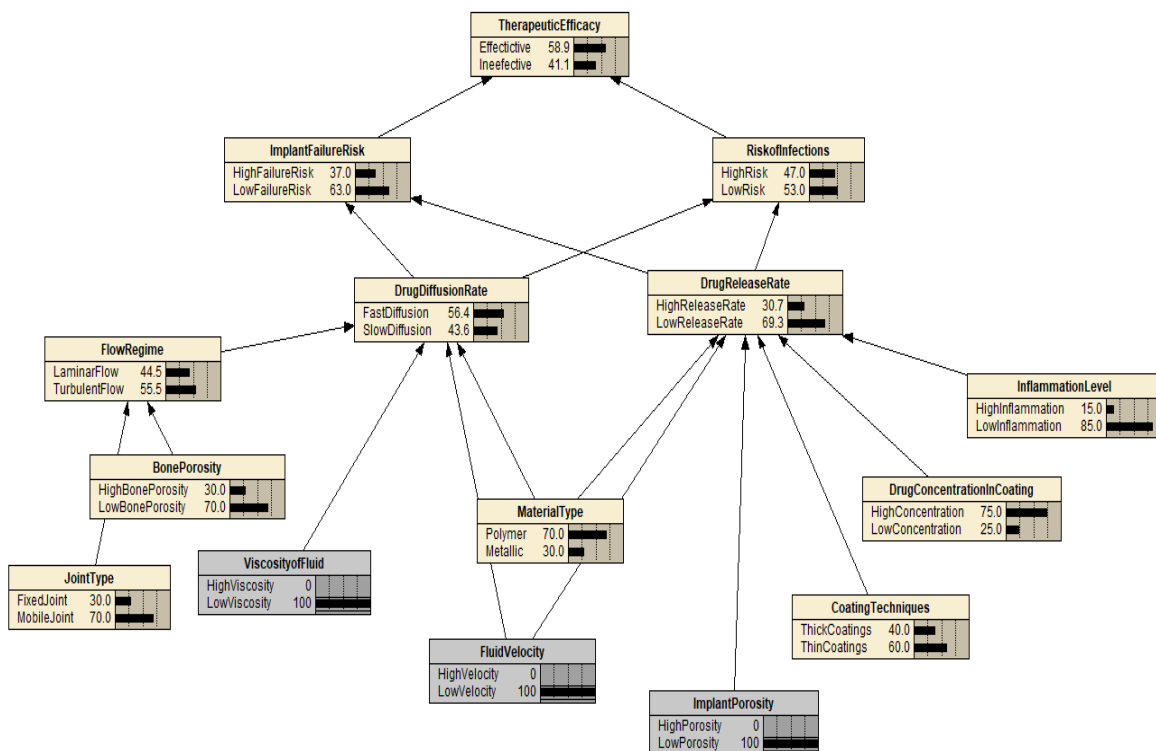 TherapeuticEfficacy
Effectictive 58.9
Ineefective 41.1
ImplantFailureRisk
HighFailureRisk 37.0
LowFailureRisk 63.0
RiskofInfections
HighRisk 47.0
LowRisk 53.0
DrugDiffusionRate
FastDiffusion 56.4
SlowDiffusion 43.6
DrugReleaseRate
HighReleaseRate 30.7
LowReleaseRate 69.3
FlowRegime
LaminarFlow 44.5
TurbulentFlow 55.5
InflammationLevel
HighInflammation 15.0
LowInflammation 85.0
BonePorosity
HighBonePorosity 30.0
LowBonePorosity 70.0
DrugConcentrationInCoating
HighConcentration 75.0
LowConcentration 25.0
MaterialType
Polymer 70.0
Metallic 30.0
ViscosityofFluid
HighViscosity 0
LowViscosity 100
JointType
FixedJoint 30.0
MobileJoint 70.0
CoatingTechniques
ThickCoatings 40.0
ThinCoatings 60.0
FluidVelocity
HighVelocity 0
LowVelocity 100
ImplantPorosity
HighPorosity 0
LowPorosity 100